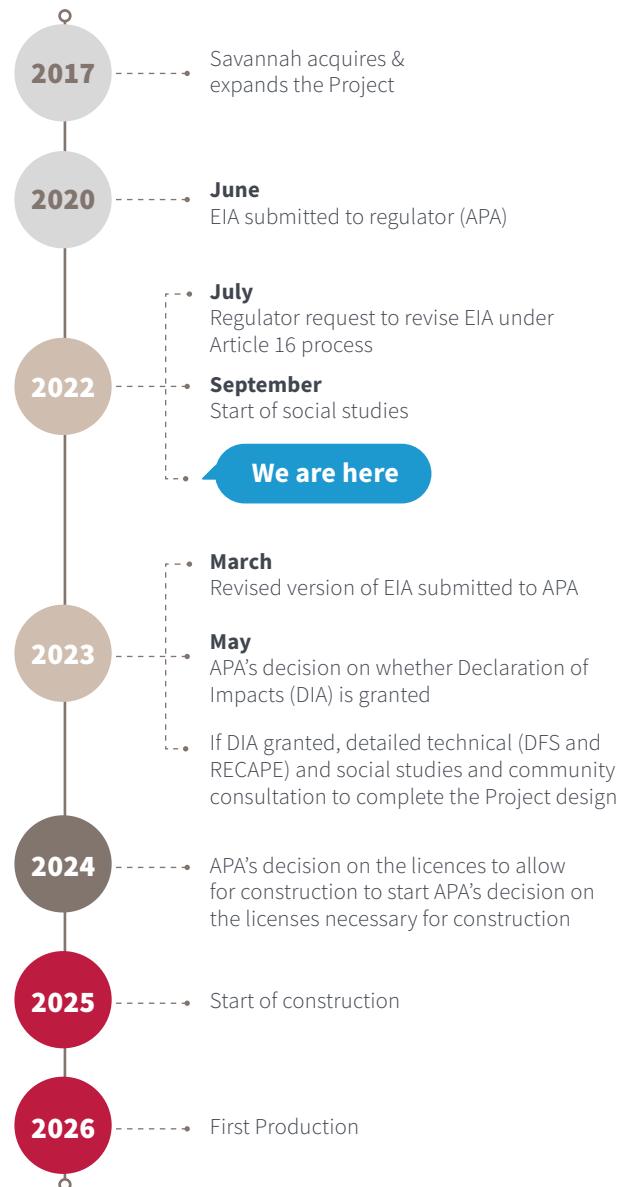 2017
Savannah acquires &
expands the Project
2020
June
EIA submitted to regulator (APA)
2022
July
Regulator request to revise EIA under
Article 16 process
September
Start of social studies
We are here
2023
March
Revised version of EIA submitted to APA
May
APA’s decision on whether Declaration of
Impacts (DIA) is granted
If DIA granted, detailed technical (DFS and
RECAPE) and social studies and community
consultation to complete the Project design
2024
APA’s decision on the licences to allow
for construction to start APA’s decision on
the licenses necessary for construction
2025
Start of construction
2026
First Production